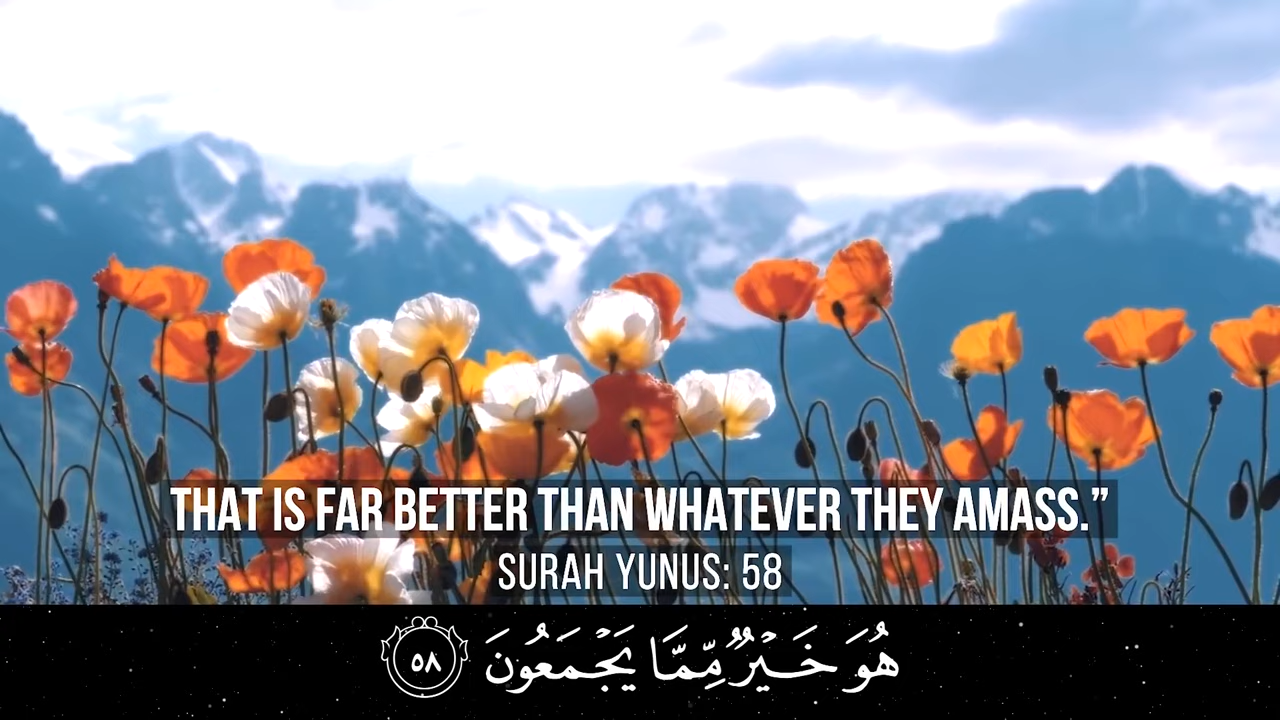 THAT IS FAR BETTER THAN WHATEVER THEY AMASS.”
SURAH YUNUS: 58
هُوَ خَيْرٌ مِّمَّا يَجْمَعُونَ ٥٨